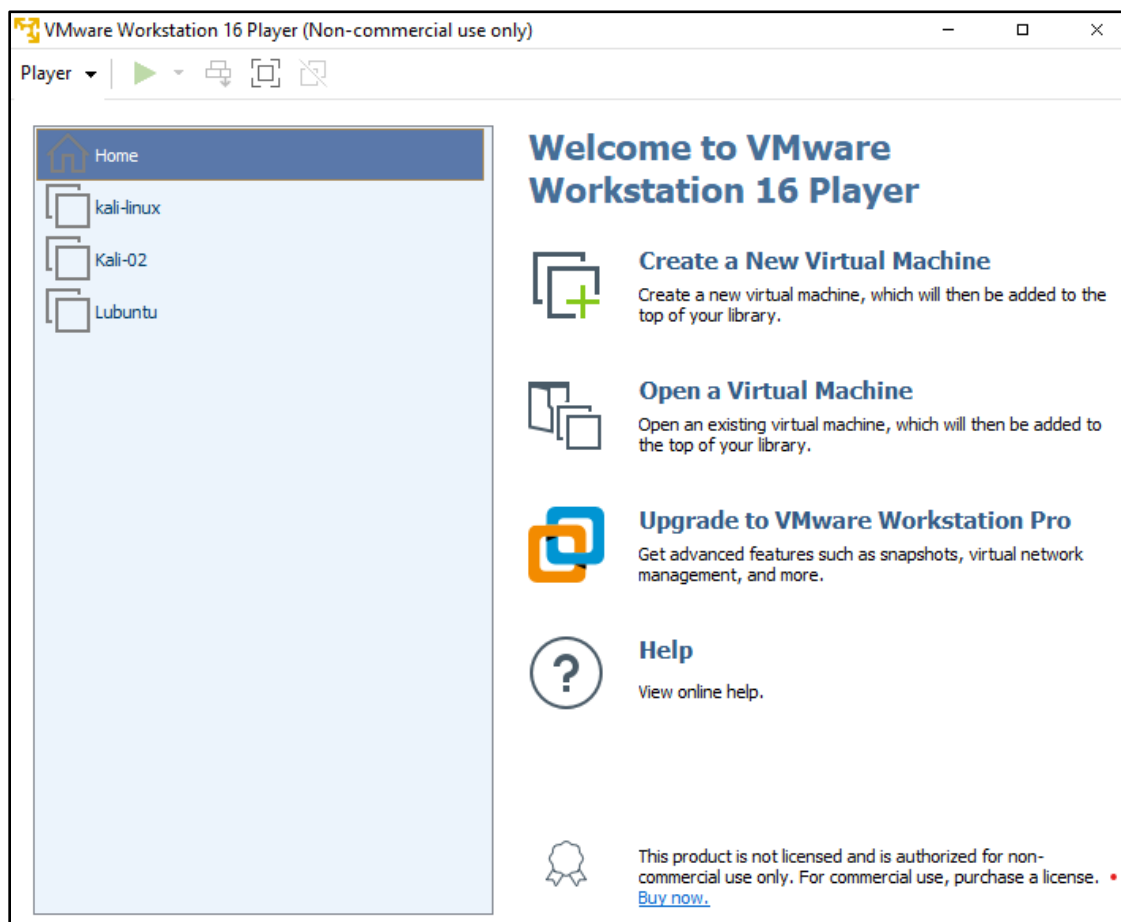 VMware Workstation 16 Player (Non-commercial use only)
Player
Home
kali-linux
Kali-02
Lubuntu
Welcome to VMware
Workstation 16 Player
Create a New Virtual Machine
Create a new virtual machine, which will then be added to the
top of your library.
Open a Virtual Machine
Open an existing virtual machine, which will then be added to
the top of your library.
Upgrade to VMware Workstation Pro
Get advanced features such as snapshots, virtual network
management, and more.
?
Help
View online help.
This product is not licensed and is authorized for non-
commercial use only. For commercial use, purchase a license.
Buy now.